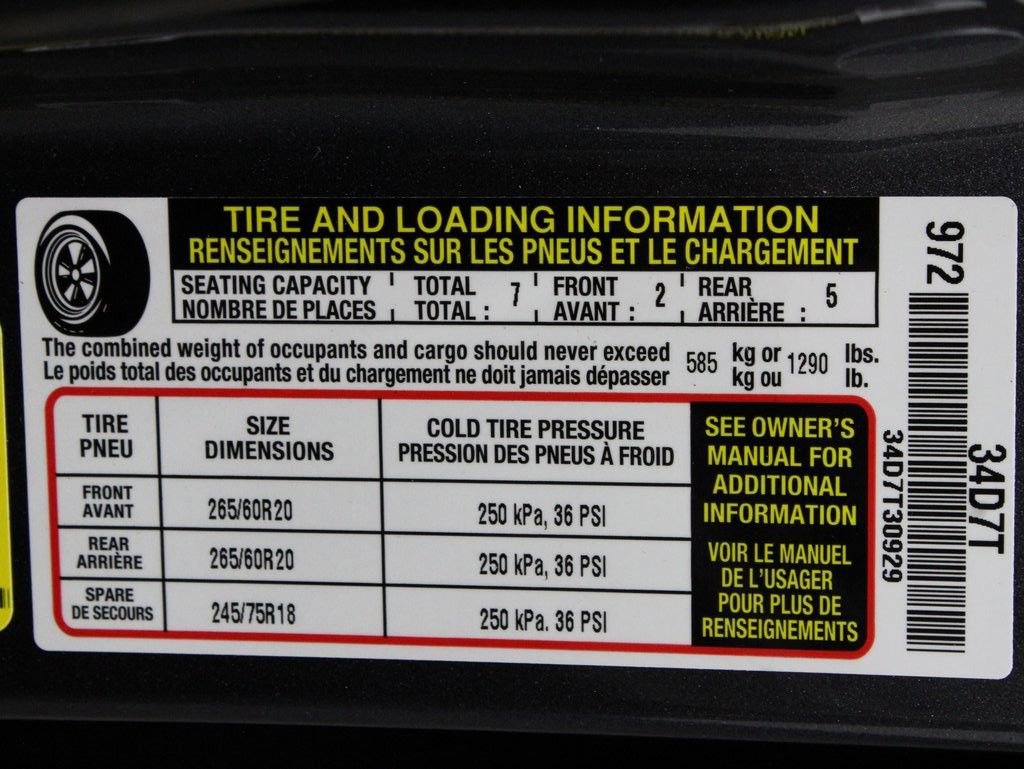 TIRE AND LOADING INFORMATION
RENSEIGNEMENTS SUR LES PNEUS ET LE CHARGEMENT
SEATING CAPACITY TOTAL 7 FRONT 2 REAR 5
NOMBRE DE PLACES TOTAL : AVANT : ARRIÈRE :
The combined weight of occupants and cargo should never exceed 585 kg or 1290 lbs.
Le poids total des occupants et du chargement ne doit jamais dépasser kg ou lb.
TIRE
PNEU
SIZE
DIMENSIONS
COLD TIRE PRESSURE
PRESSION DES PNEUS À FROID
FRONT
AVANT
265/60R20
250 kPa, 36 PSI
REAR
ARRIÈRE
265/60R20
250 kPa, 36 PSI
SPARE
DE SECOURS
245/75R18
250 kPa. 36 PSI
SEE OWNER'S
MANUAL FOR
ADDITIONAL
INFORMATION
VOIR LE MANUEL
DE L'USAGER
POUR PLUS DE
RENSEIGNEMENTS
972
34D7T
34D7T30929